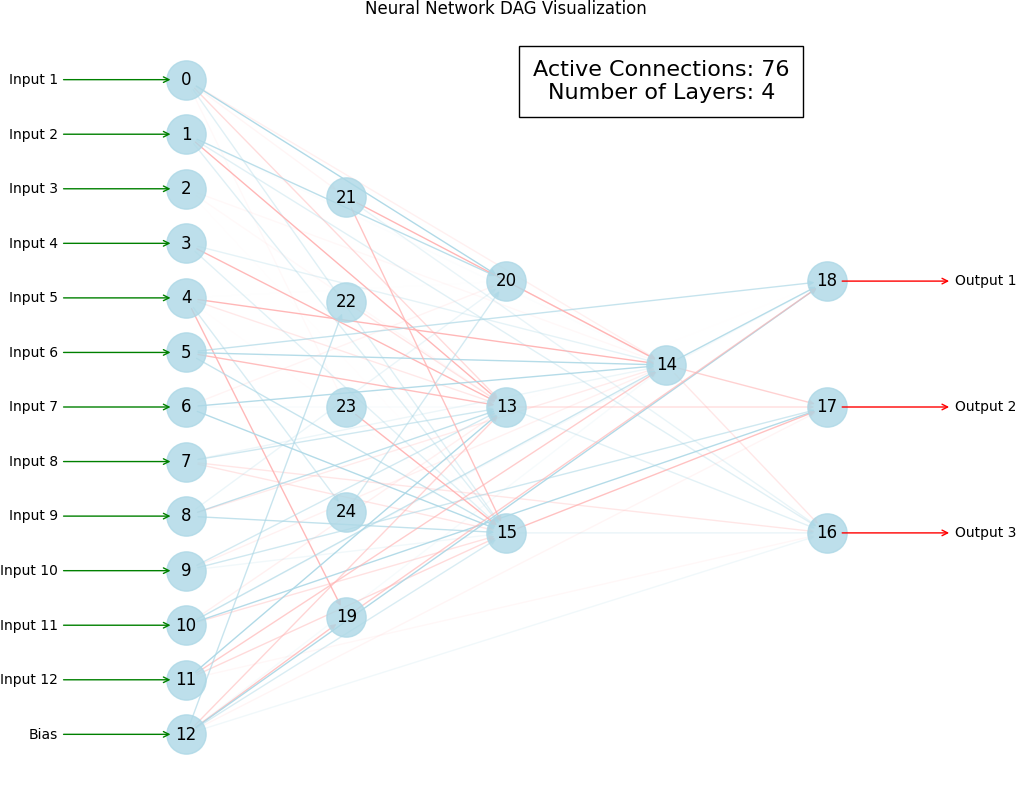 Neural Network DAG Visualization
Active Connections: 76
Number of Layers: 4
Input 1
0
Input 2
1
Input 3
2
Input 4
3
Input 5
4
Input 6
5
Input 7
6
Input 8
7
Input 9
8
Input 10
9
Input 11
10
Input 12
11
Bias
12
21
22
23
24
19
20
13
15
14
18
Output 1
17
Output 2
16
Output 3